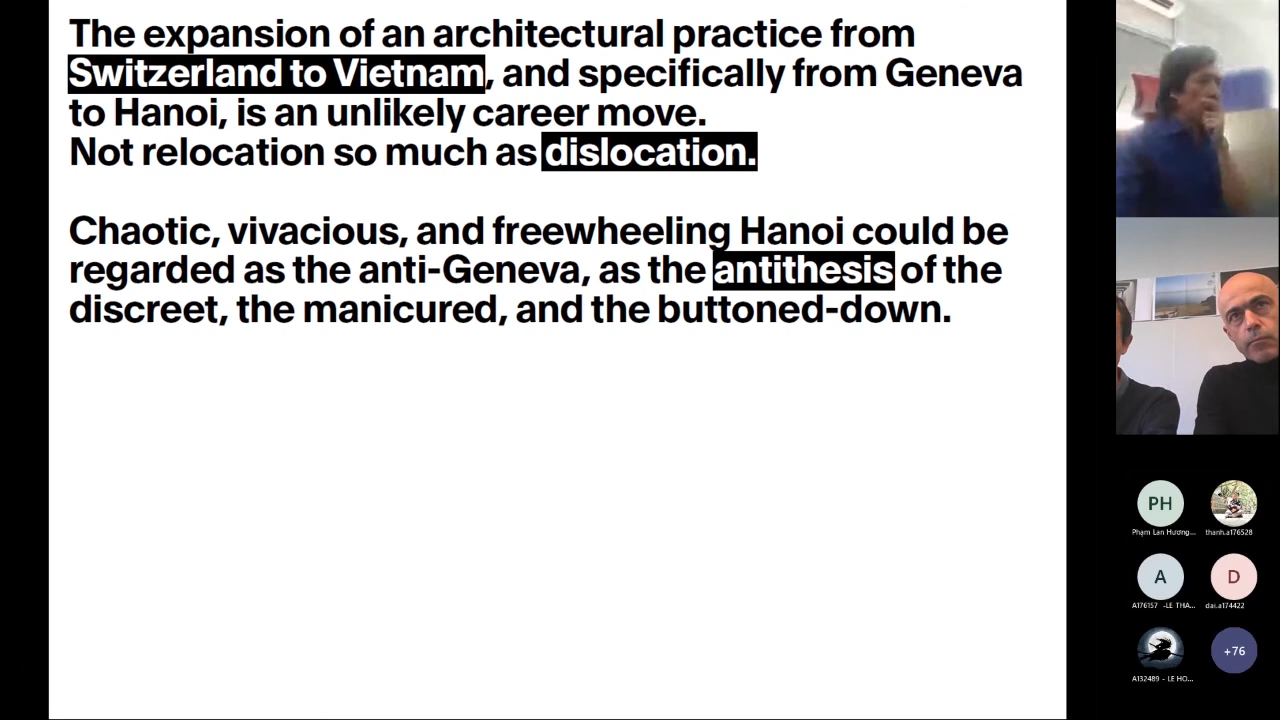 The expansion of an architectural practice from
Switzerland to Vietnam, and specifically from Geneva
to Hanoi, is an unlikely career move.
Not relocation so much as dislocation.
Chaotic, vivacious, and freewheeling Hanoi could be
regarded as the anti-Geneva, as the antithesis of the
discreet, the manicured, and the buttoned-down.
PH
Phạm Lan Hương...
thanh.a176528
A
A176157 -LE THA...
D
dai.a174422
A132489 - LE HO...
+76